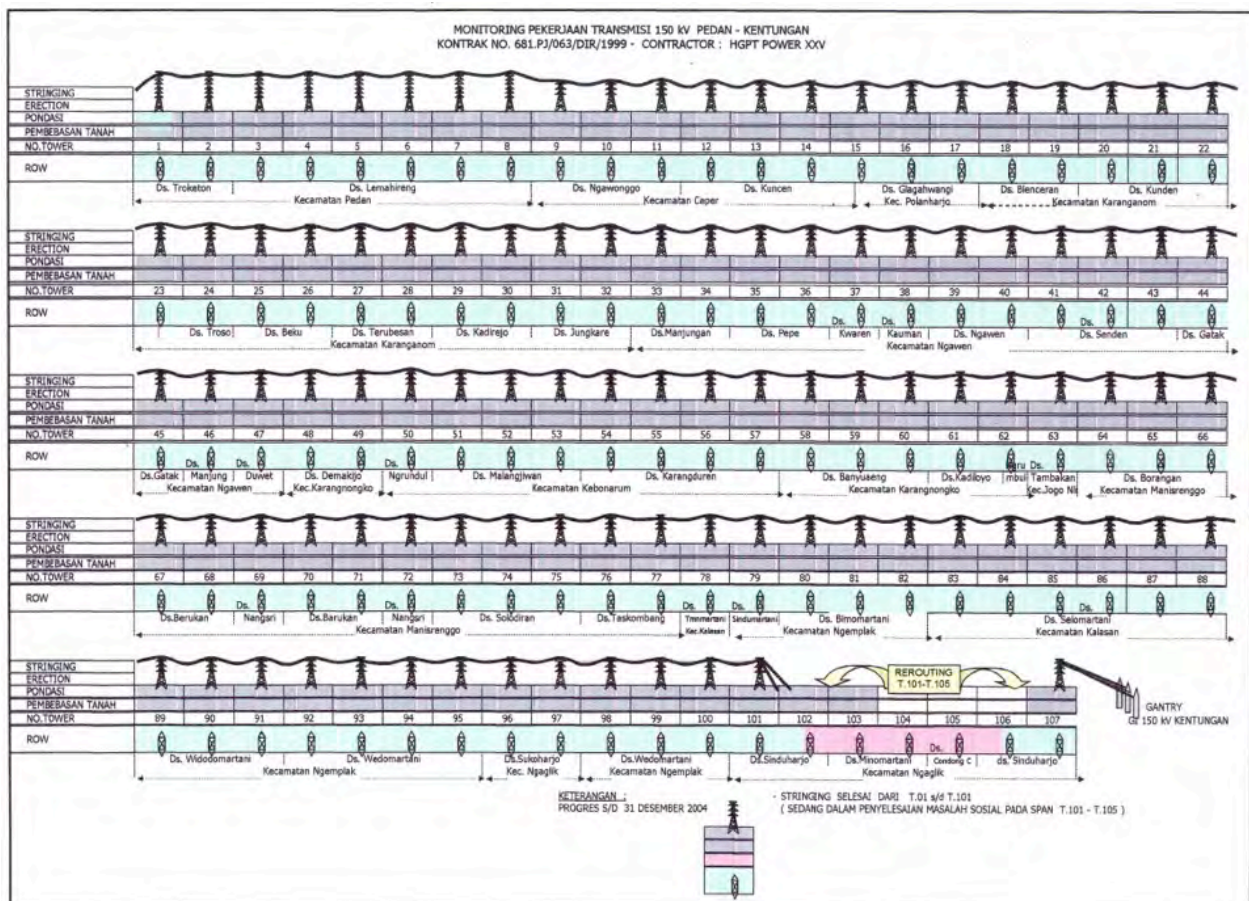 MONITORING PEKERJAAN TRANSMISI 150 kV PEDAN - KENTUNGAN
KONTRAK NO. 681.PJ/063/DIR/1999 - CONTRACTOR : HGPT POWER XXV
STRINGING
ERECTION
PONDASI
PEMBEBASAN TANAH
NO.TOWER 1 2 3 4 5 6 7 8 9 10 11 12 13 14 15 16 17 18 19 20 21 22
ROW
Ds. Troketon Ds. Lemahireng Ds. Ngawonggo Ds. Kuncen Ds. Glagahwangi Ds. Blenceran Ds. Kunden
Kecamatan Pedan Kecamatan Ceper Kec. Polanharjo Kecamatan Karanganom
STRINGING
ERECTION
PONDASI
PEMBEBASAN TANAH
NO.TOWER 23 24 25 26 27 28 29 30 31 32 33 34 35 36 37 38 39 40 41 42 43 44
ROW
Ds. Troso Ds. Beku Ds. Terubesan Ds. Kadirejo Ds. Jungkare Ds.Manjungan Ds. Pepe Ds. Kwaren Ds. Kauman Ds. Ngawen Ds. Senden Ds. Gatak
Kecamatan Karanganom Kecamatan Ngawen
STRINGING
ERECTION
PONDASI
PEMBEBASAN TANAH
NO.TOWER 45 46 47 48 49 50 51 52 53 54 55 56 57 58 59 60 61 62 63 64 65 66
ROW
Ds.Gatak Ds. Manjung Ds. Duwet Ds. Demakijo Ds. Ngrundul Ds. Malangjiwan Ds. Karangduren Ds. Banyuaeng Ds.Kadiloyo Ds. Tambakan Ds. Borangan
Kecamatan Ngawen Kec.Karangnongko Kecamatan Kebonarum Kecamatan Karangnongko Kec.Jogo Nl Kecamatan Manisrenggo
STRINGING
ERECTION
PONDASI
PEMBEBASAN TANAH
NO.TOWER 67 68 69 70 71 72 73 74 75 76 77 78 79 80 81 82 83 84 85 86 87 88
ROW
Ds.Berukan Ds. Nangsri Ds.Barukan Ds. Nangsri Ds. Solodiran Ds.Taskombang Ds. Ds. Sindumartani Ds. Bimomartani Ds. Selomartani
Kecamatan Manisrenggo Kec.Kalasan Kecamatan Ngemplak Kecamatan Kalasan
STRINGING
ERECTION
PONDASI
PEMBEBASAN TANAH
REROUTING
T.101-T.105
GANTRY
GI 150 kV KENTUNGAN
NO.TOWER 89 90 91 92 93 94 95 96 97 98 99 100 101 102 103 104 105 106 107
ROW
Ds. Widodomartani Ds. Wedomartani Ds.Sukoharjo Ds.Wedomartani Ds.Sinduharjo Ds.Minomartani Ds. Condong C ds. Sinduharjo
Kecamatan Ngemplak Kec. Ngaglik Kecamatan Ngemplak Kecamatan Ngaglik
KETERANGAN :
PROGRES S/D 31 DESEMBER 2004
- STRINGING SELESAI DARI T.01 s/d T.101
( SEDANG DALAM PENYELESAIAN MASALAH SOSIAL PADA SPAN T.101 - T.105 )